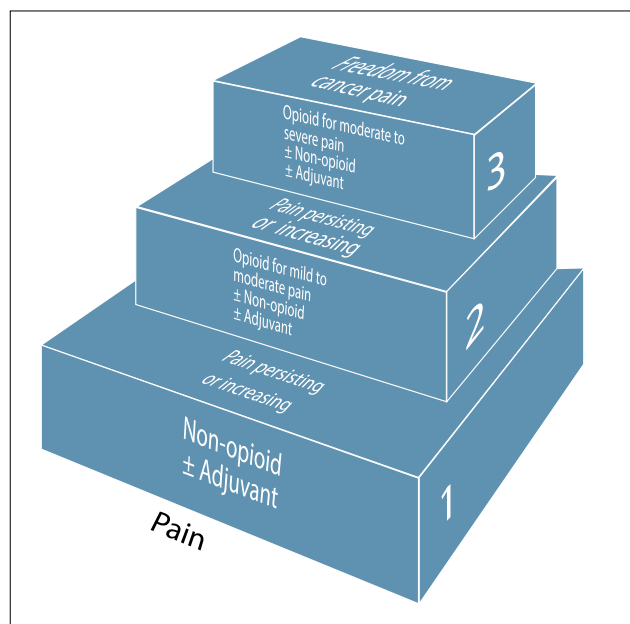 Freedom from
cancer pain
Opioid for moderate to
severe pain
± Non-opioid
± Adjuvant
3
Pain persisting
or increasing
Opioid for mild to
moderate pain
± Non-opioid
± Adjuvant
2
Pain persisting
or increasing
Non-opioid
± Adjuvant
1
Pain